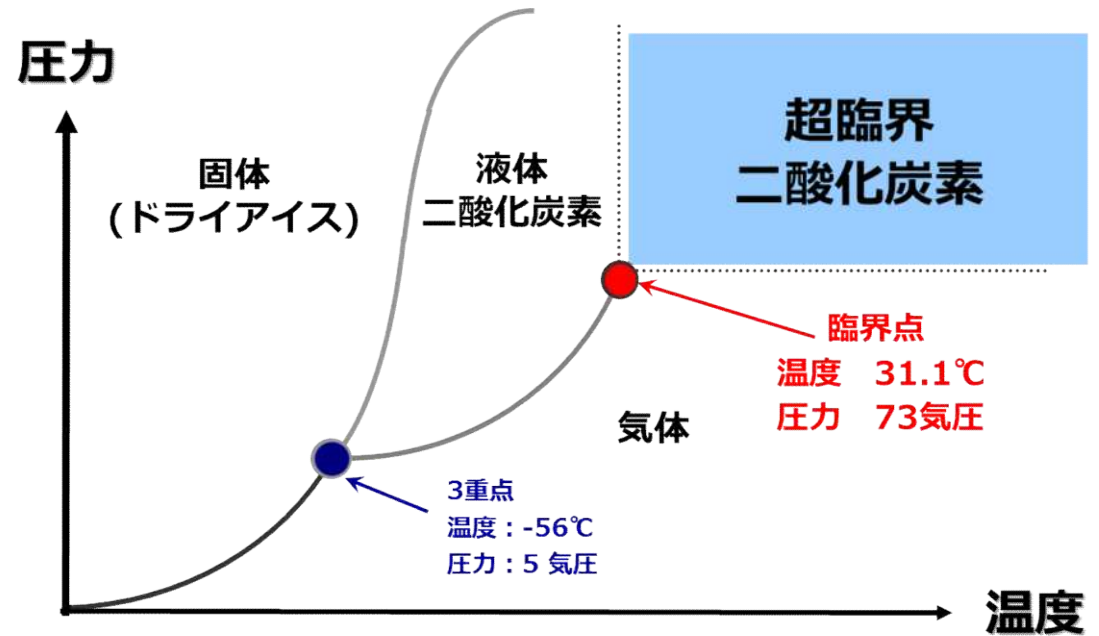 圧力
固体
(ドライアイス)
液体
二酸化炭素
超臨界
二酸化炭素
臨界点
温度　31.1℃
圧力　73気圧
気体
3重点
温度：-56℃
圧力：5 気圧
温度